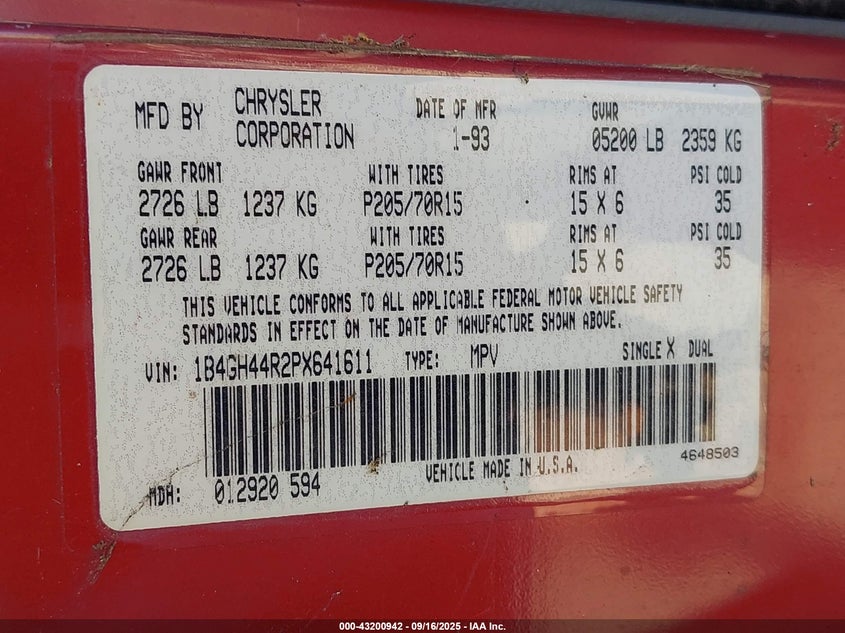 MFD BY CHRYSLER CORPORATION DATE OF MFR 1-93 GVWR 05200 LB 2359 KG
GAWR FRONT WITH TIRES RIMS AT PSI COLD
2726 LB 1237 KG P205/70R15 15 X 6 35
GAWR REAR WITH TIRES RIMS AT PSI COLD
2726 LB 1237 KG P205/70R15 15 X 6 35
THIS VEHICLE CONFORMS TO ALL APPLICABLE FEDERAL MOTOR VEHICLE SAFETY
STANDARDS IN EFFECT ON THE DATE OF MANUFACTURE SHOWN ABOVE.
VIN: 1B4GH44R2PX641611 TYPE: MPV SINGLE X DUAL
4648503
MDH: 012920 594 VEHICLE MADE IN U.S.A.
000-43200942 - 09/16/2025 - IAA Inc.